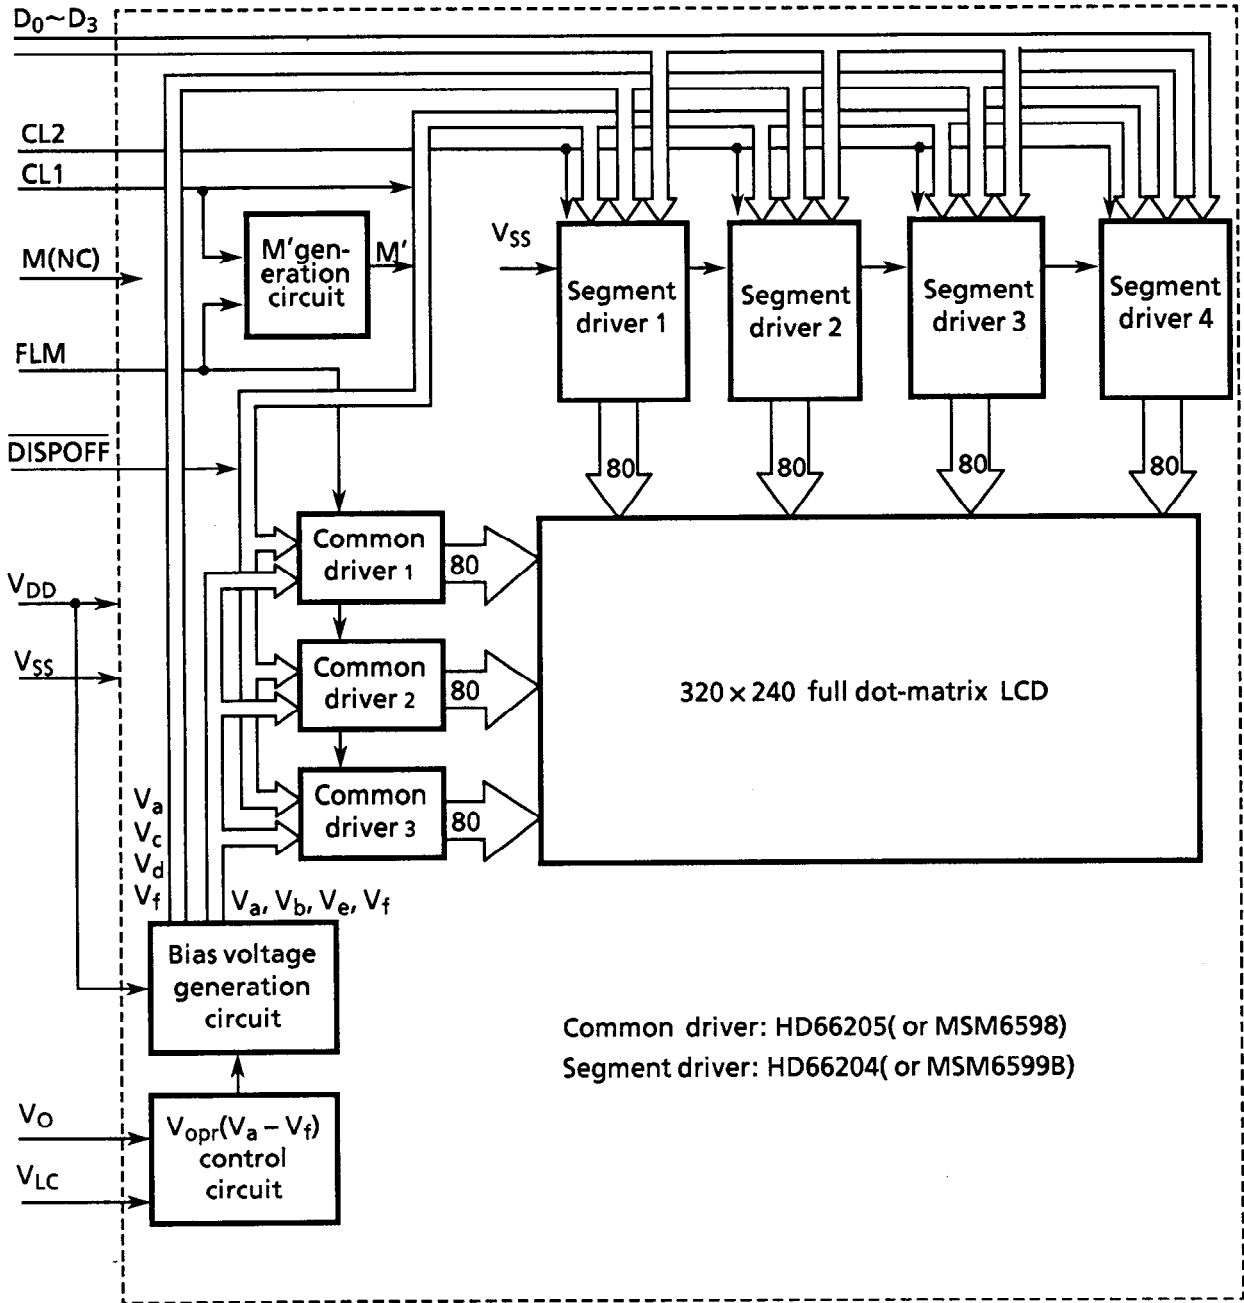 D0~D3
CL2
CL1
M(NC)
FLM
DISPOFF
VDD
VSS
M'gen-
eration
circuit
M'
VSS
Segment
driver 1
Segment
driver 2
Segment
driver 3
Segment
driver 4
80
80
80
80
Common
driver 1
80
Common
driver 2
80
Common
driver 3
80
320 × 240 full dot-matrix LCD
Va
Vc
Vd
Vf
Va, Vb, Ve, Vf
Bias voltage
generation
circuit
Common driver: HD66205( or MSM6598)
Segment driver: HD66204( or MSM6599B)
VO
VLC
Vopr(Va – Vf)
control
circuit